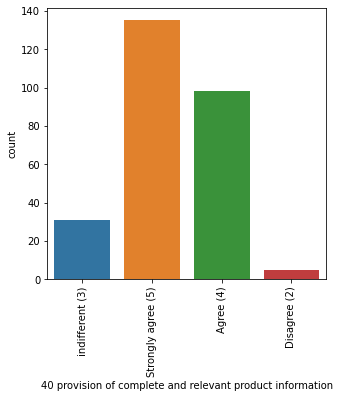 140
120
100
80
60
40
20
0
count
indifferent (3)
Strongly agree (5)
Agree (4)
Disagree (2)
40 provision of complete and relevant product information